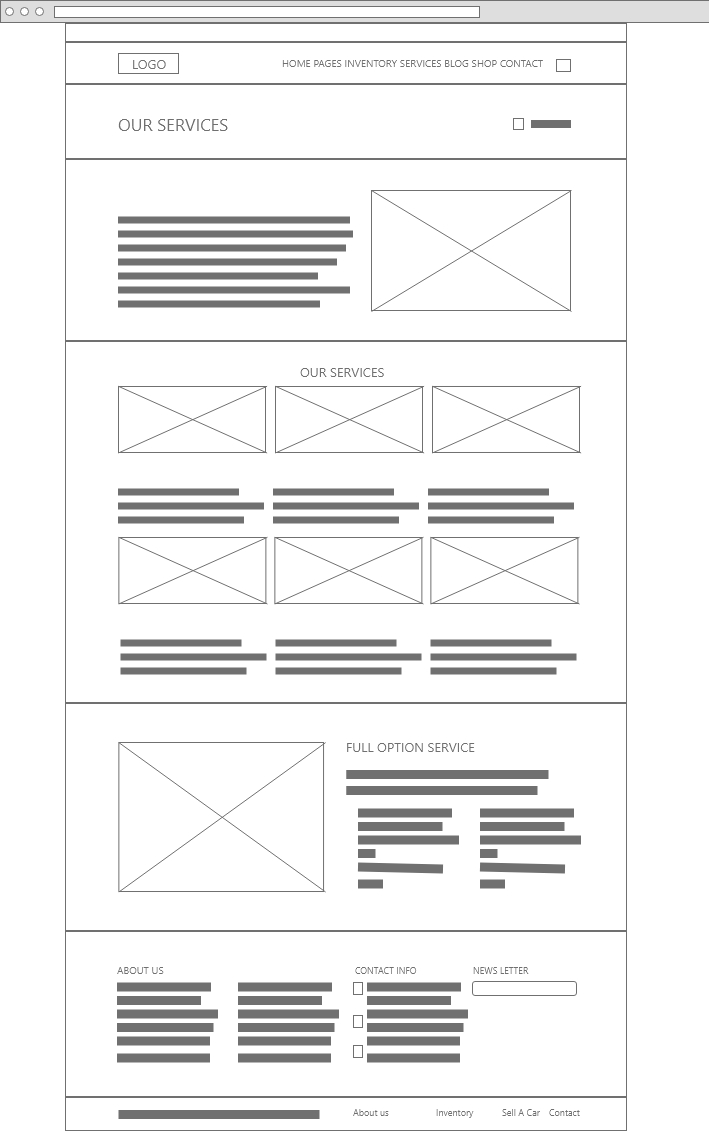 LOGO
HOME PAGES INVENTORY SERVICES BLOG SHOP CONTACT
OUR SERVICES
OUR SERVICES
FULL OPTION SERVICE
ABOUT US
CONTACT INFO
NEWS LETTER
About us
Inventory
Sell A Car
Contact